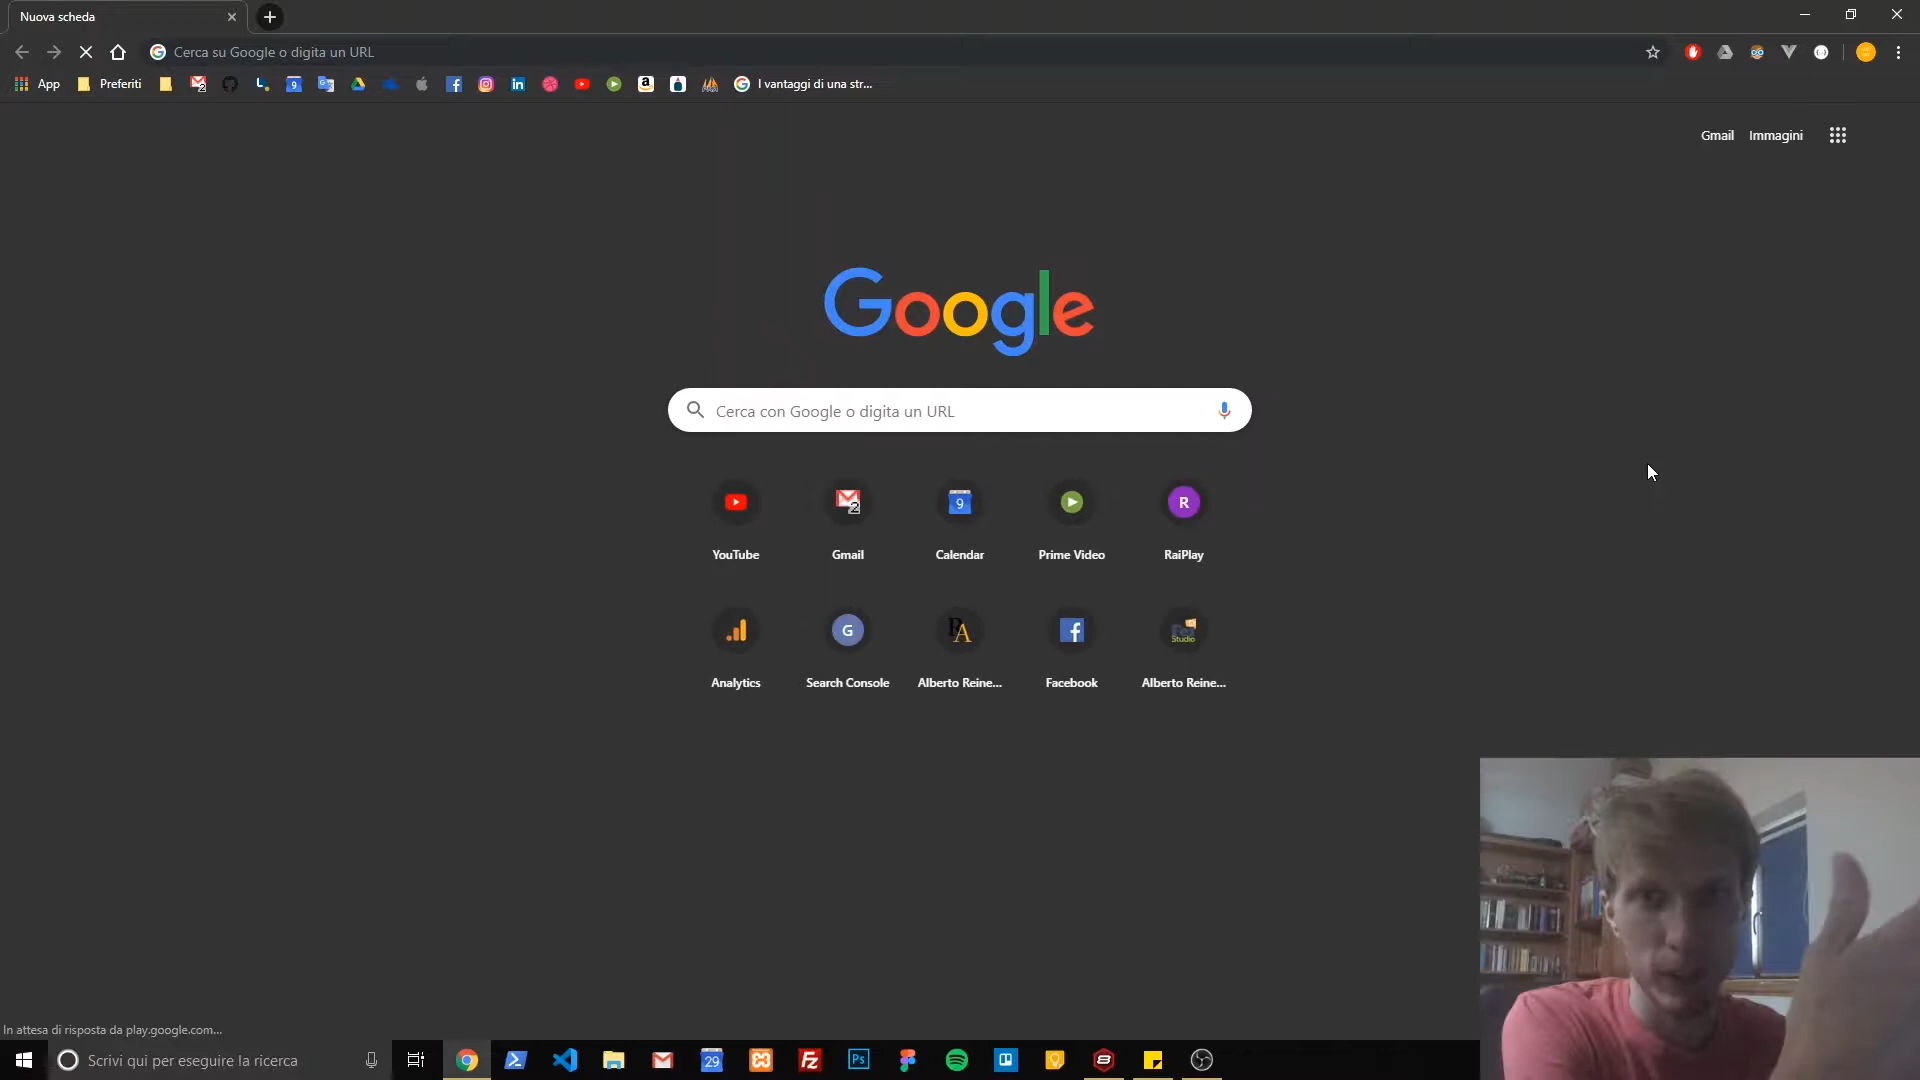 Nuova scheda
Cerca su Google o digita un URL
App
Preferiti
I vantaggi di una str...
Gmail
Immagini
Google
Cerca con Google o digita un URL
YouTube
Gmail
Calendar
Prime Video
RaiPlay
Analytics
Search Console
Alberto Reine...
Facebook
Alberto Reine...
In attesa di risposta da play.google.com...
Scrivi qui per eseguire la ricerca